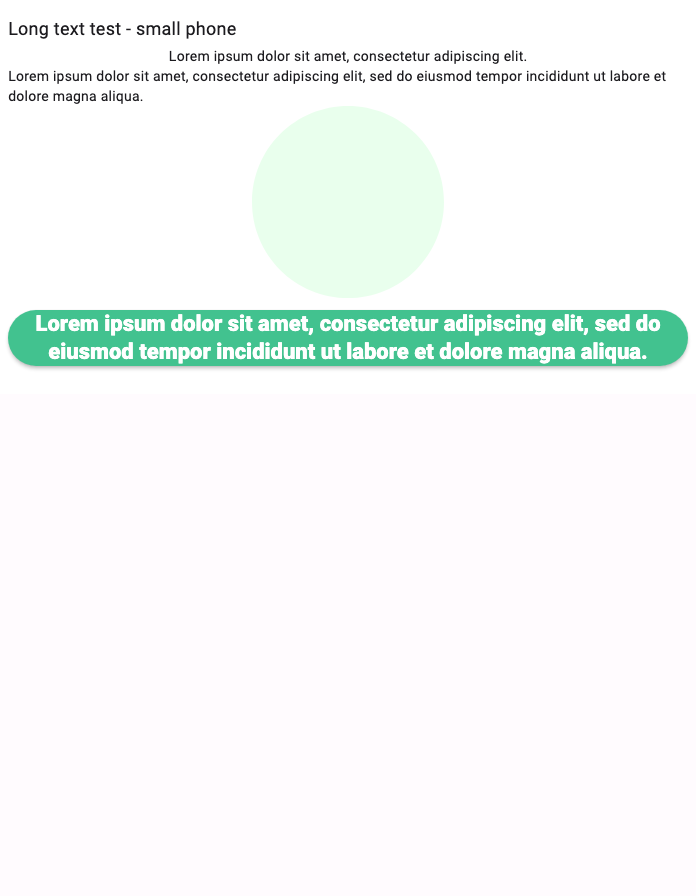 Long text test - small phone
Lorem ipsum dolor sit amet, consectetur adipiscing elit.
Lorem ipsum dolor sit amet, consectetur adipiscing elit, sed do eiusmod tempor incididunt ut labore et
dolore magna aliqua.
Lorem ipsum dolor sit amet, consectetur adipiscing elit, sed do
eiusmod tempor incididunt ut labore et dolore magna aliqua.